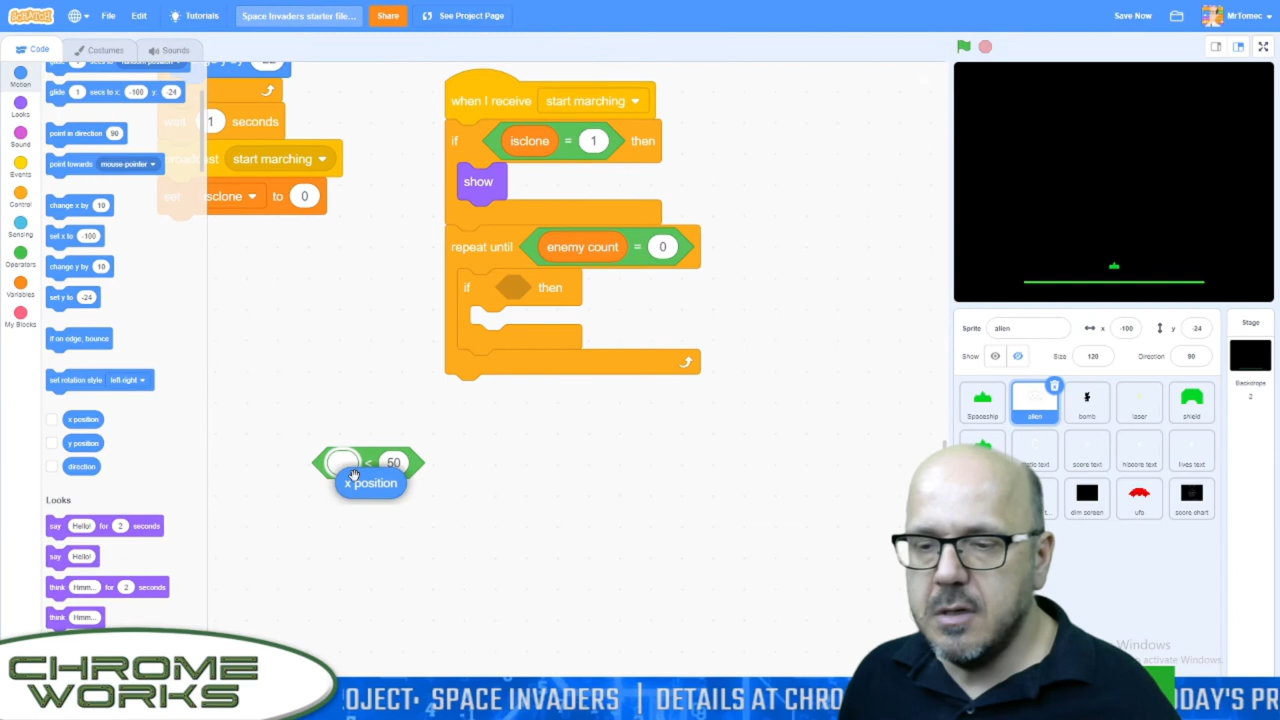 SCRATCH
File
Edit
Tutorials
Space Invaders starter file...
Share
See Project Page
Save Now
MrTomec
Code
Costumes
Sounds
Motion
Looks
Sound
Events
Control
Sensing
Operators
Variables
My Blocks
glide 1 secs to x: -100 y: -24
point in direction 90
point towards mouse-pointer
change x by 10
set x to -100
change y by 10
set y to -24
if on edge, bounce
set rotation style left-right
x position
y position
direction
Looks
say Hello! for 2 seconds
say Hello!
think Hmm... for 2 seconds
think Hmm...
wait 1 seconds
start marching
set isclone to 0
when I receive start marching
if isclone = 1 then
show
repeat until enemy count = 0
if then
< 50
x position
Sprite alien x -100 y -24
Show Size 120 Direction 90
Spaceship
alien
bomb
laser
shield
score text
hiscore text
lives text
dim screen
ufo
score chart
Stage
Backdrops
2
CHROME
WORKS
OJECT: SPACE INVADERS | DETAILS AT CHRO
ODAY'S PR